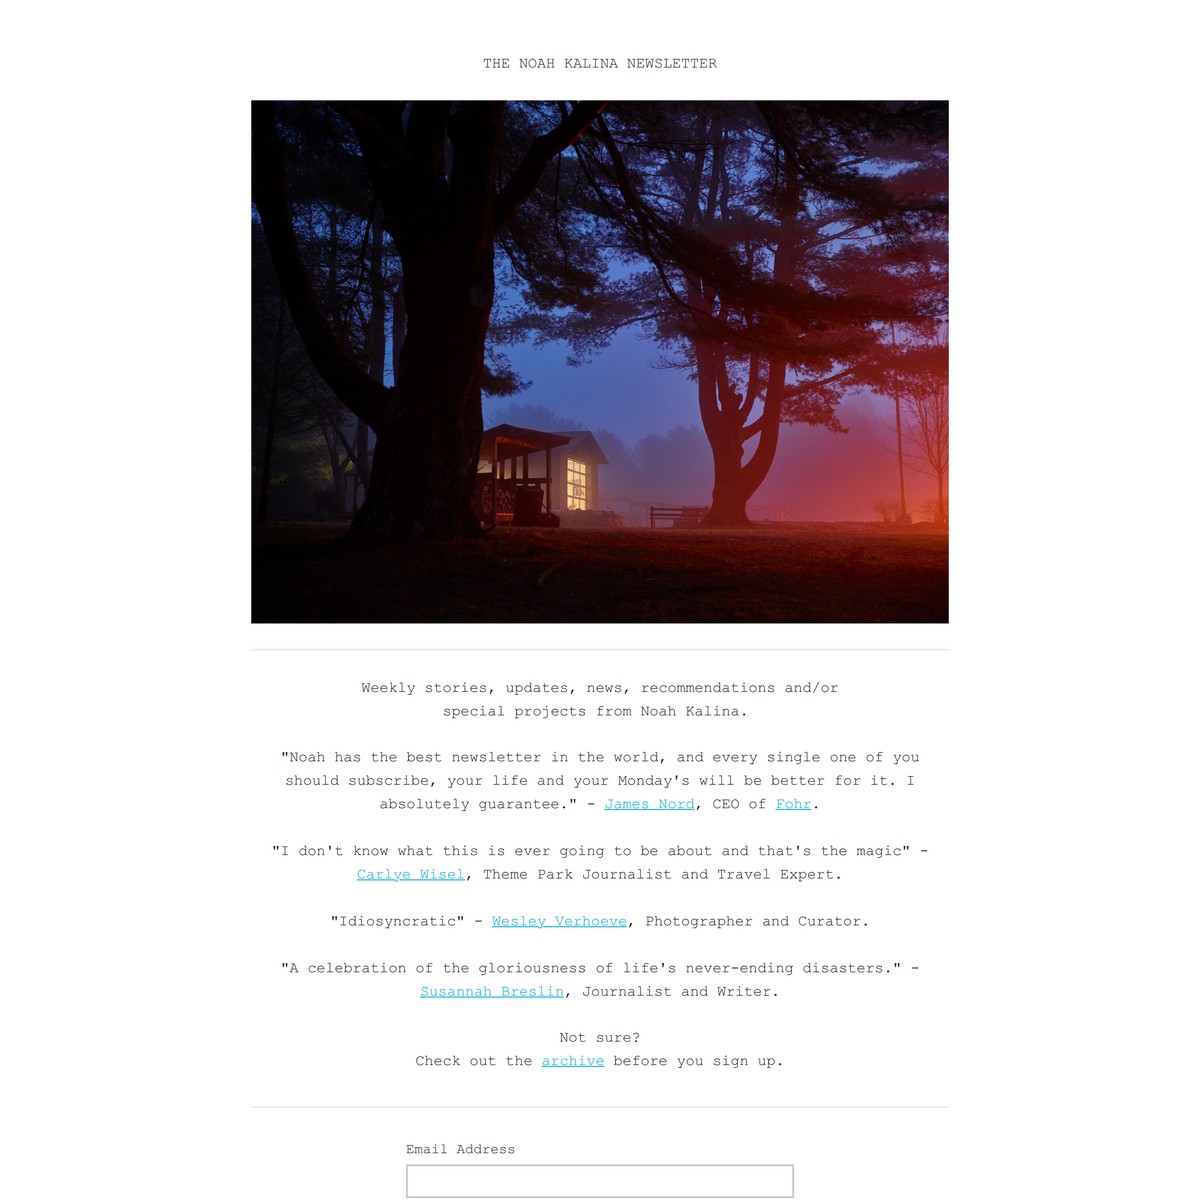 THE NOAH KALINA NEWSLETTER
Weekly stories, updates, news, recommendations and/or
special projects from Noah Kalina.
"Noah has the best newsletter in the world, and every single one of you
should subscribe, your life and your Monday's will be better for it. I
absolutely guarantee." - James Nord, CEO of Fohr.
"I don't know what this is ever going to be about and that's the magic" -
Carlye Wisel, Theme Park Journalist and Travel Expert.
"Idiosyncratic" - Wesley Verhoeve, Photographer and Curator.
"A celebration of the gloriousness of life's never-ending disasters." -
Susannah Breslin, Journalist and Writer.
Not sure?
Check out the archive before you sign up.
Email Address